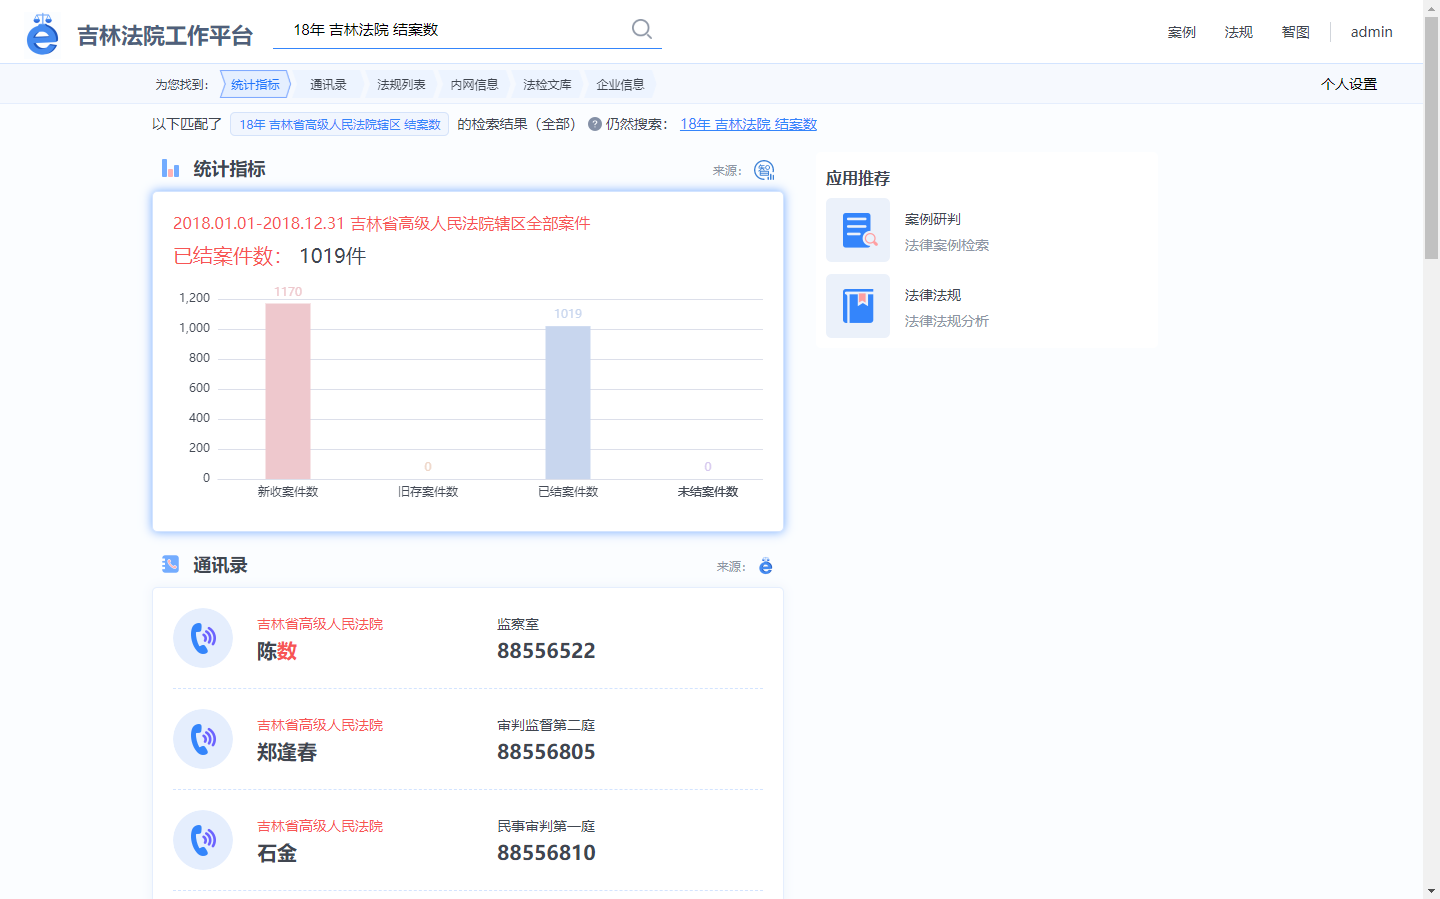 吉林法院工作平台
18年 吉林法院 结案数
案例 法规 智图 admin
为您找到： 统计指标 通讯录 法规列表 内网信息 法检文库 企业信息 个人设置
以下匹配了 18年 吉林省高级人民法院辖区 结案数 的检索结果（全部） ? 仍然搜索： 18年 吉林法院 结案数
统计指标 来源： 智
2018.01.01-2018.12.31 吉林省高级人民法院辖区全部案件
已结案件数： 1019件
1,200
1,000
800
600
400
200
0
1170
0
1019
0
新收案件数 旧存案件数 已结案件数 未结案件数
应用推荐
案例研判
法律案例检索
法律法规
法律法规分析
通讯录 来源：
吉林省高级人民法院 监察室
陈数 88556522
吉林省高级人民法院 审判监督第二庭
郑逢春 88556805
吉林省高级人民法院 民事审判第一庭
石金 88556810